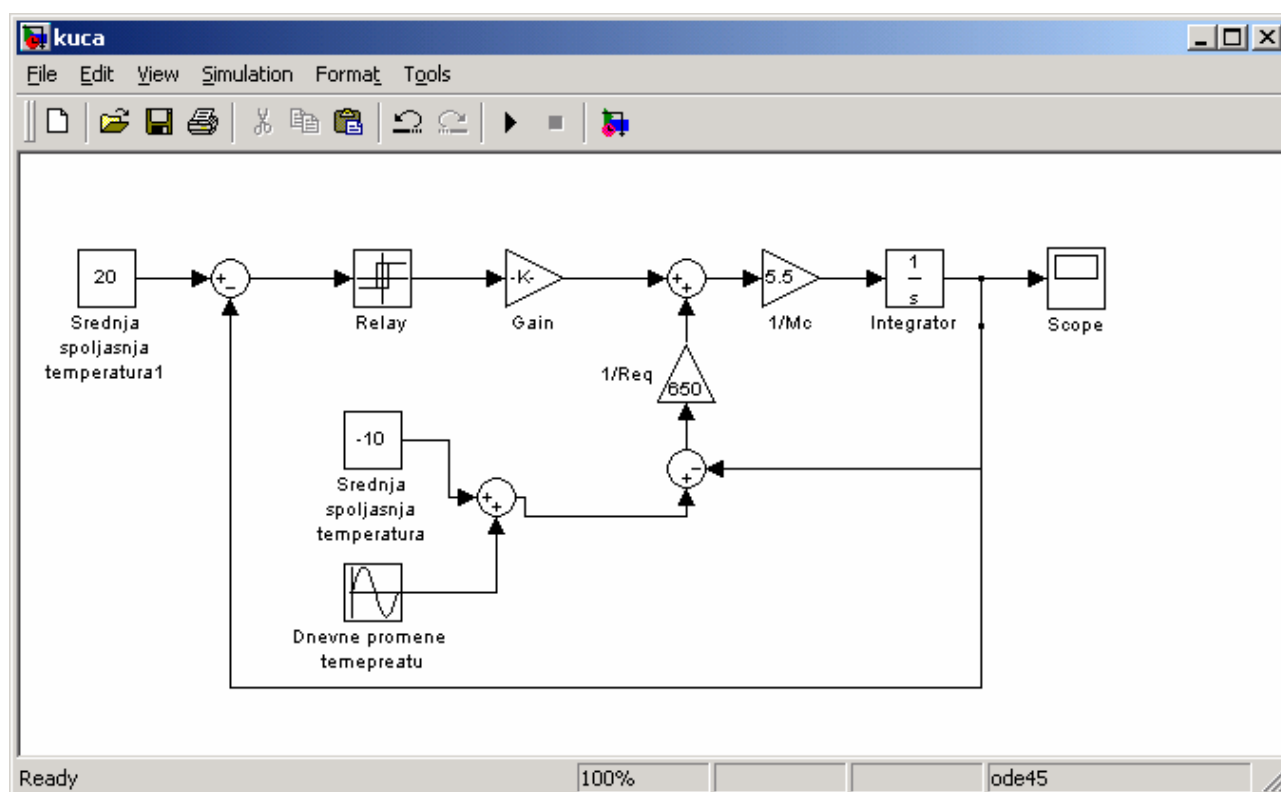 kuca
File Edit View Simulation Format Tools
20
+
−
Srednja
spoljasnja
temperatura1
Relay
-K-
Gain
+
+
5.5
1/Mc
1
s
Integrator
Scope
1/Req
650
-10
Srednja
spoljasnja
temperatura
+
+
+
−
Dnevne promene
temepreatu
Ready 100% ode45